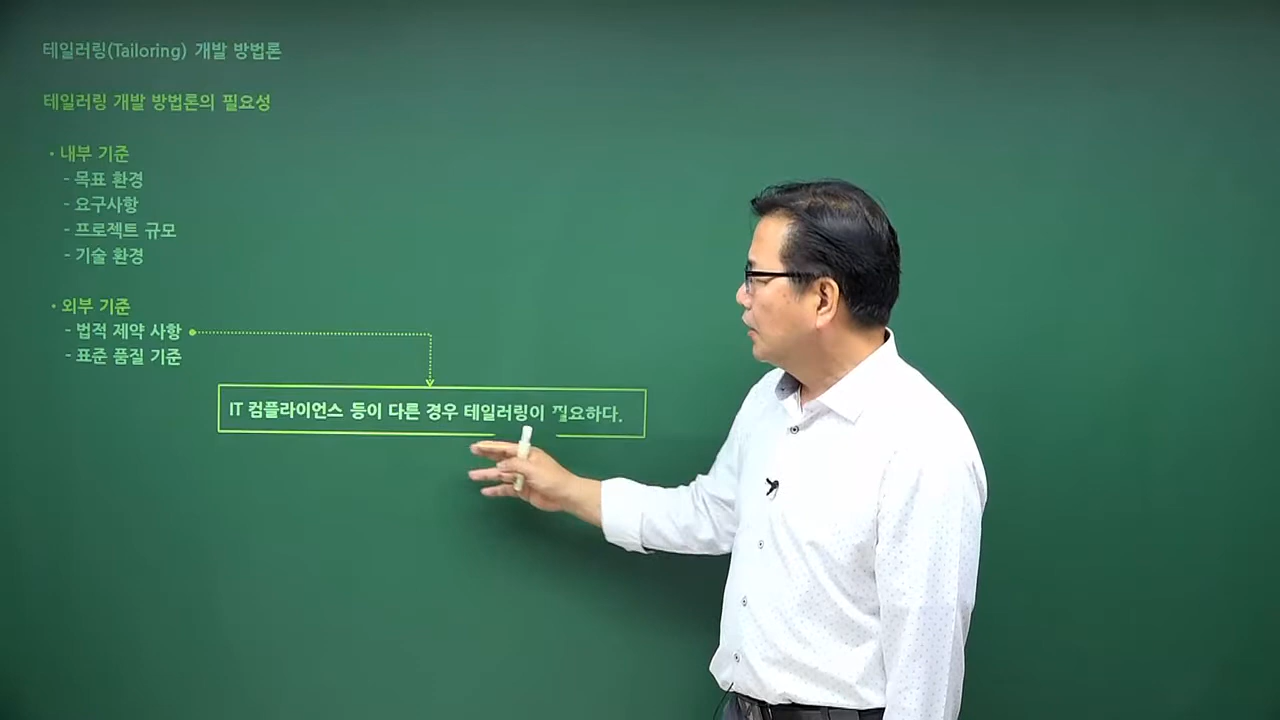 테일러링(Tailoring) 개발 방법론
테일러링 개발 방법론의 필요성
• 내부 기준
- 목표 환경
- 요구사항
- 프로젝트 규모
- 기술 환경
• 외부 기준
- 법적 제약 사항
- 표준 품질 기준
IT 컴플라이언스 등이 다른 경우 테일러링이 필요하다.